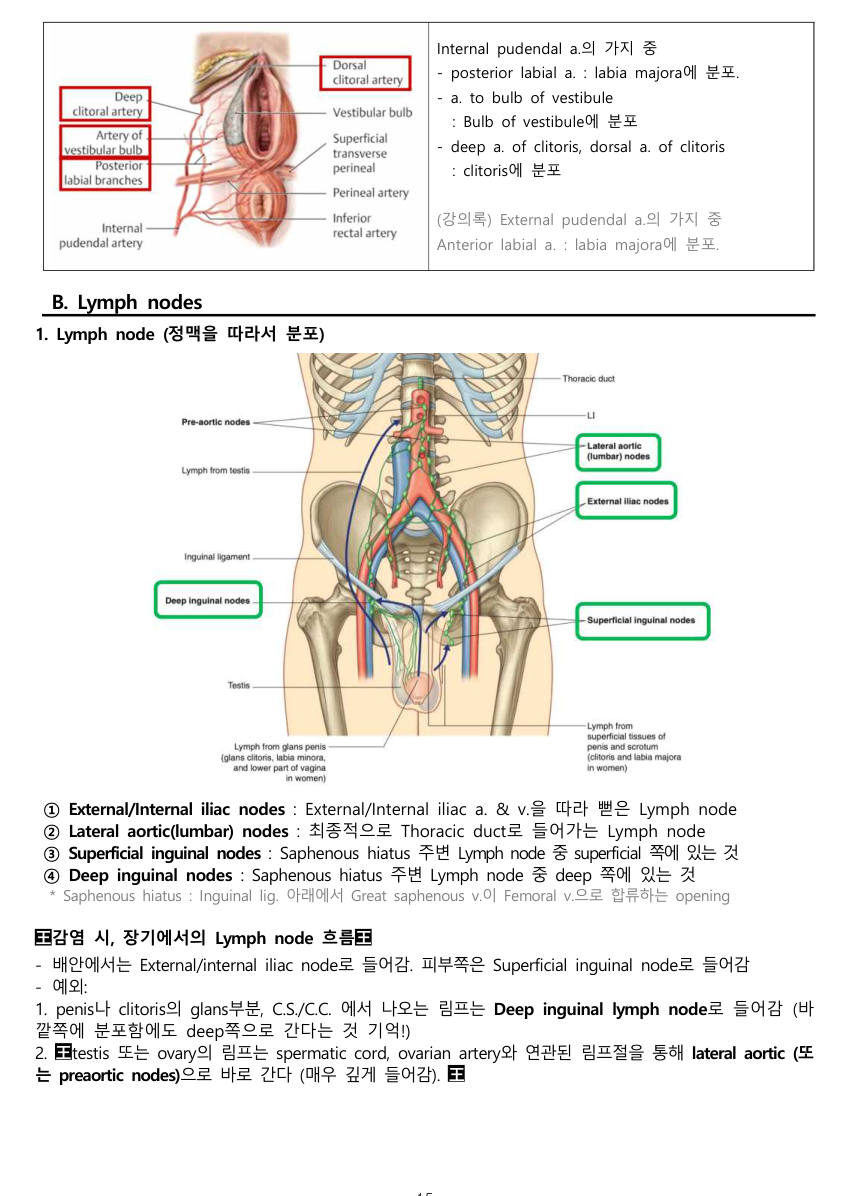 Dorsal
clitoral artery
Deep
clitoral artery
Vestibular bulb
Artery of
vestibular bulb
Superficial
transverse
perineal
Posterior
labial branches
Perineal artery
Internal
pudendal artery
Inferior
rectal artery
Internal pudendal a.의 가지 중
- posterior labial a. : labia majora에 분포.
- a. to bulb of vestibule
: Bulb of vestibule에 분포
- deep a. of clitoris, dorsal a. of clitoris
: clitoris에 분포
(강의록) External pudendal a.의 가지 중
Anterior labial a. : labia majora에 분포.
B. Lymph nodes
1. Lymph node (정맥을 따라서 분포)
Thoracic duct
LI
Pre-aortic nodes
Lateral aortic
(lumbar) nodes
Lymph from testis
External iliac nodes
Inguinal ligament
Deep inguinal nodes
Superficial inguinal nodes
Testis
Lymph from glans penis
(glans clitoris, labia minora,
and lower part of vagina
in women)
Lymph from
superficial tissues of
penis and scrotum
(clitoris and labia majora
in women)
① External/Internal iliac nodes : External/Internal iliac a. & v.을 따라 뻗은 Lymph node
② Lateral aortic(lumbar) nodes : 최종적으로 Thoracic duct로 들어가는 Lymph node
③ Superficial inguinal nodes : Saphenous hiatus 주변 Lymph node 중 superficial 쪽에 있는 것
④ Deep inguinal nodes : Saphenous hiatus 주변 Lymph node 중 deep 쪽에 있는 것
* Saphenous hiatus : Inguinal lig. 아래에서 Great saphenous v.이 Femoral v.으로 합류하는 opening
王감염 시, 장기에서의 Lymph node 흐름王
- 배안에서는 External/internal iliac node로 들어감. 피부쪽은 Superficial inguinal node로 들어감
- 예외:
1. penis나 clitoris의 glans부분, C.S./C.C. 에서 나오는 림프는 Deep inguinal lymph node로 들어감 (바
깥쪽에 분포함에도 deep쪽으로 간다는 것 기억!)
2. 王testis 또는 ovary의 림프는 spermatic cord, ovarian artery와 연관된 림프절을 통해 lateral aortic (또
는 preaortic nodes)으로 바로 간다 (매우 깊게 들어감). 王